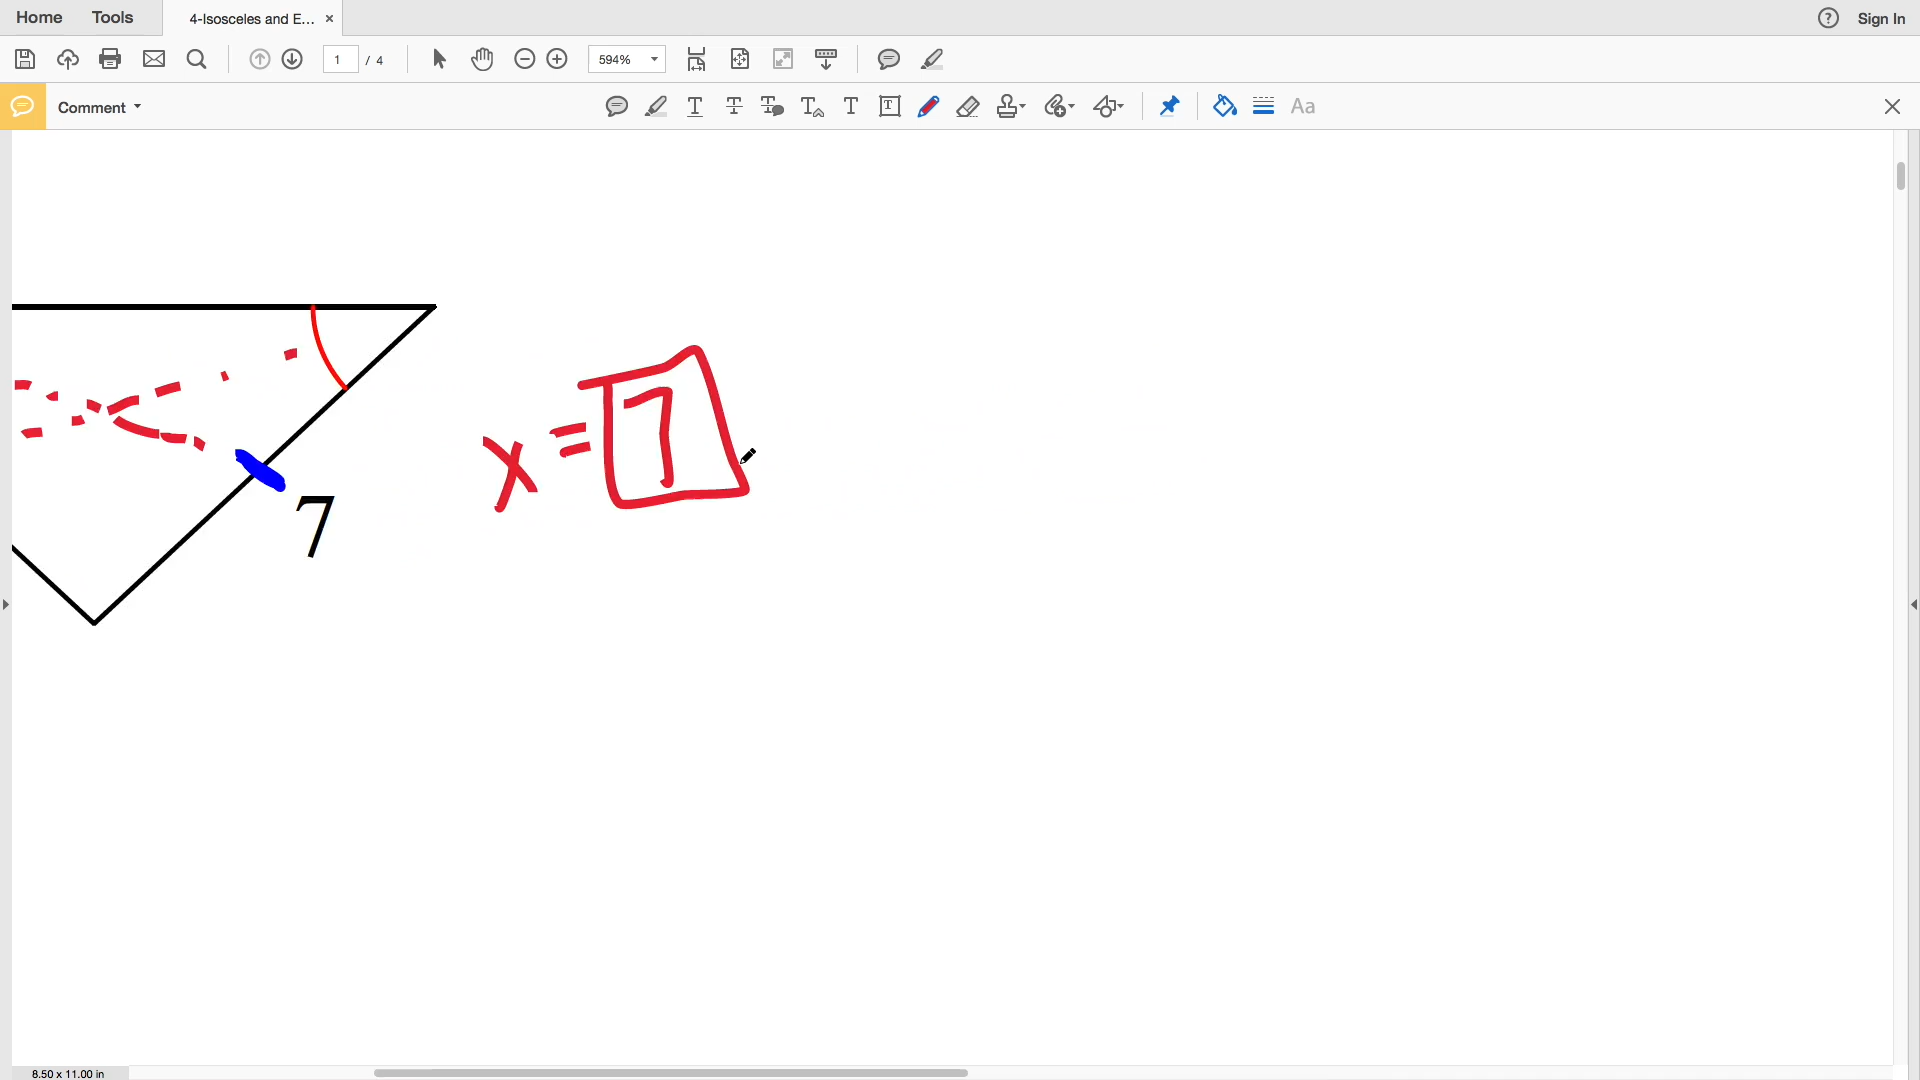 Home Tools 4-Isosceles and E... × ? Sign In
1 / 4 594%
Comment T T T T T T Aa
x = 7
7
8.50 x 11.00 in